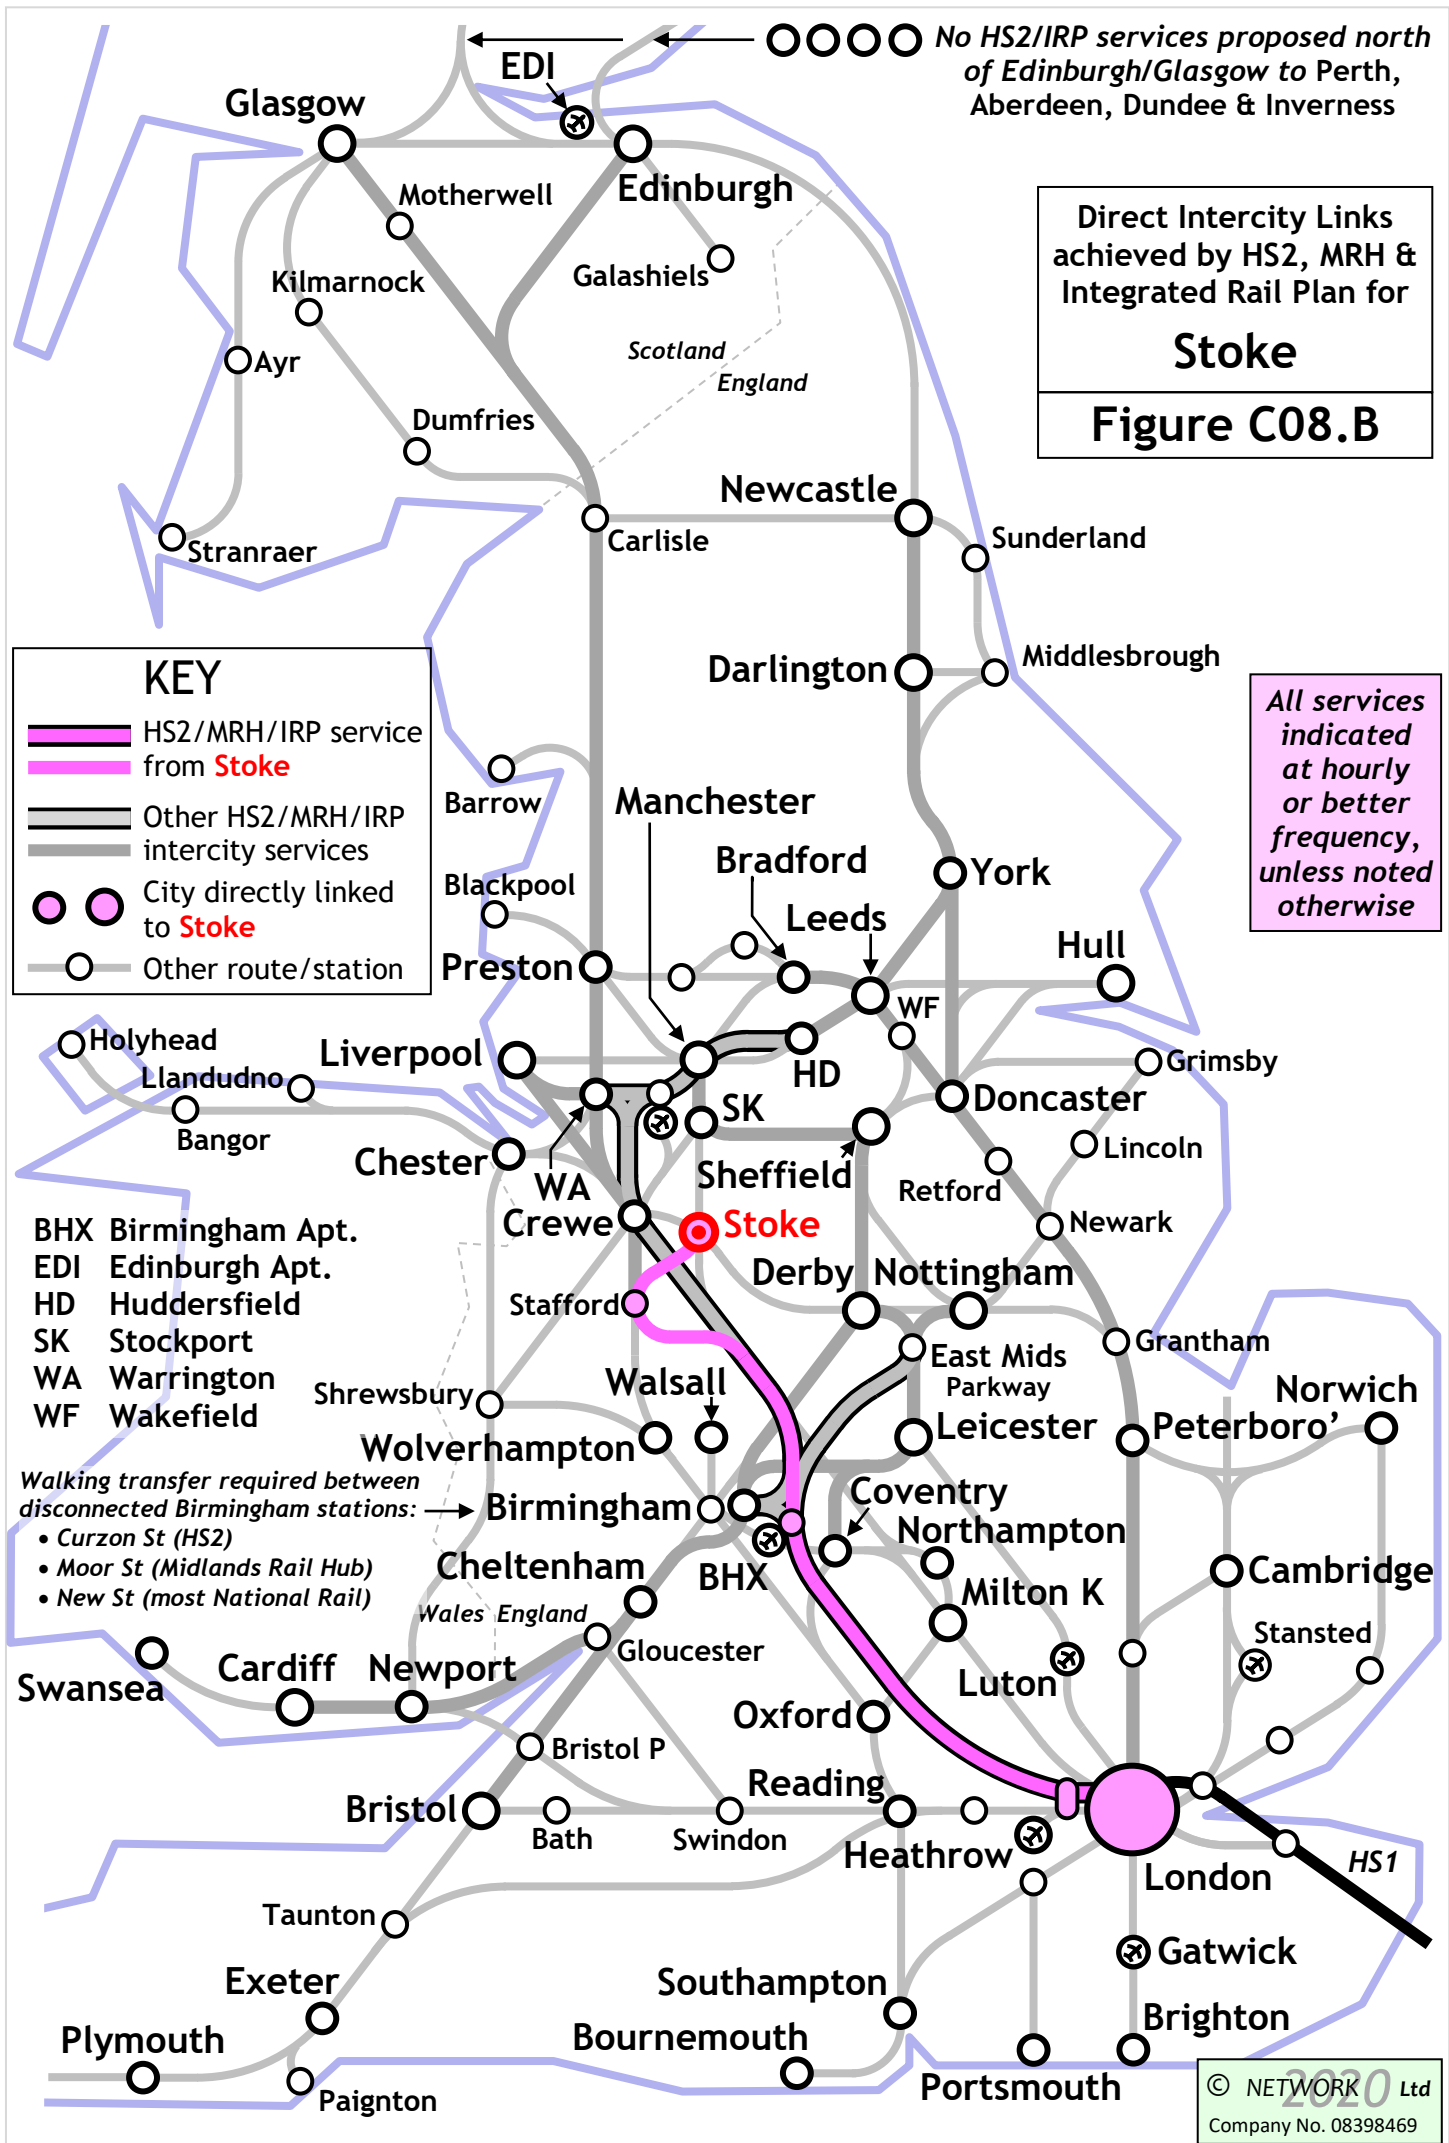 No HS2/IRP services proposed north
of Edinburgh/Glasgow to Perth,
Aberdeen, Dundee & Inverness
EDI
Glasgow
Edinburgh
Motherwell
Galashiels
Kilmarnock
Ayr
Direct Intercity Links
achieved by HS2, MRH &
Integrated Rail Plan for
Stoke
Figure C08.B
Scotland
England
Dumfries
Newcastle
Stranraer
Carlisle
Sunderland
Darlington
Middlesbrough
KEY
HS2/MRH/IRP service
from Stoke
Other HS2/MRH/IRP
intercity services
City directly linked
to Stoke
Other route/station
All services
indicated
at hourly
or better
frequency,
unless noted
otherwise
Barrow
Manchester
Bradford
York
Blackpool
Leeds
Hull
Preston
WF
Holyhead
Liverpool
Llandudno
HD
Grimsby
SK
Doncaster
Bangor
Chester
Lincoln
WA
Sheffield
Retford
Crewe
Stoke
Newark
BHX Birmingham Apt.
EDI Edinburgh Apt.
HD Huddersfield
SK Stockport
WA Warrington
WF Wakefield
Derby
Nottingham
Stafford
Grantham
East Mids
Parkway
Walsall
Shrewsbury
Norwich
Leicester
Peterboro'
Wolverhampton
Walking transfer required between
disconnected Birmingham stations:
• Curzon St (HS2)
• Moor St (Midlands Rail Hub)
• New St (most National Rail)
Birmingham
Coventry
Northampton
BHX
Cheltenham
Cambridge
Milton K
Wales England
Gloucester
Stansted
Swansea
Cardiff
Newport
Luton
Oxford
Bristol P
Reading
Bristol
Bath
Swindon
Heathrow
London
HS1
Taunton
Gatwick
Exeter
Southampton
Brighton
Plymouth
Bournemouth
Portsmouth
Paignton
© NETWORK 2020 Ltd
Company No. 08398469